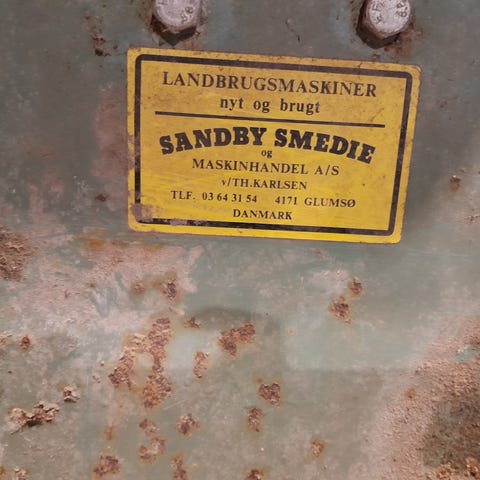 LANDBRUGSMASKINER
nyt og brugt
SANDBY SMEDIE
og
MASKINHANDEL A/S
v/TH.KARLSEN
TLF. 03 64 31 54 4171 GLUMSØ
DANMARK